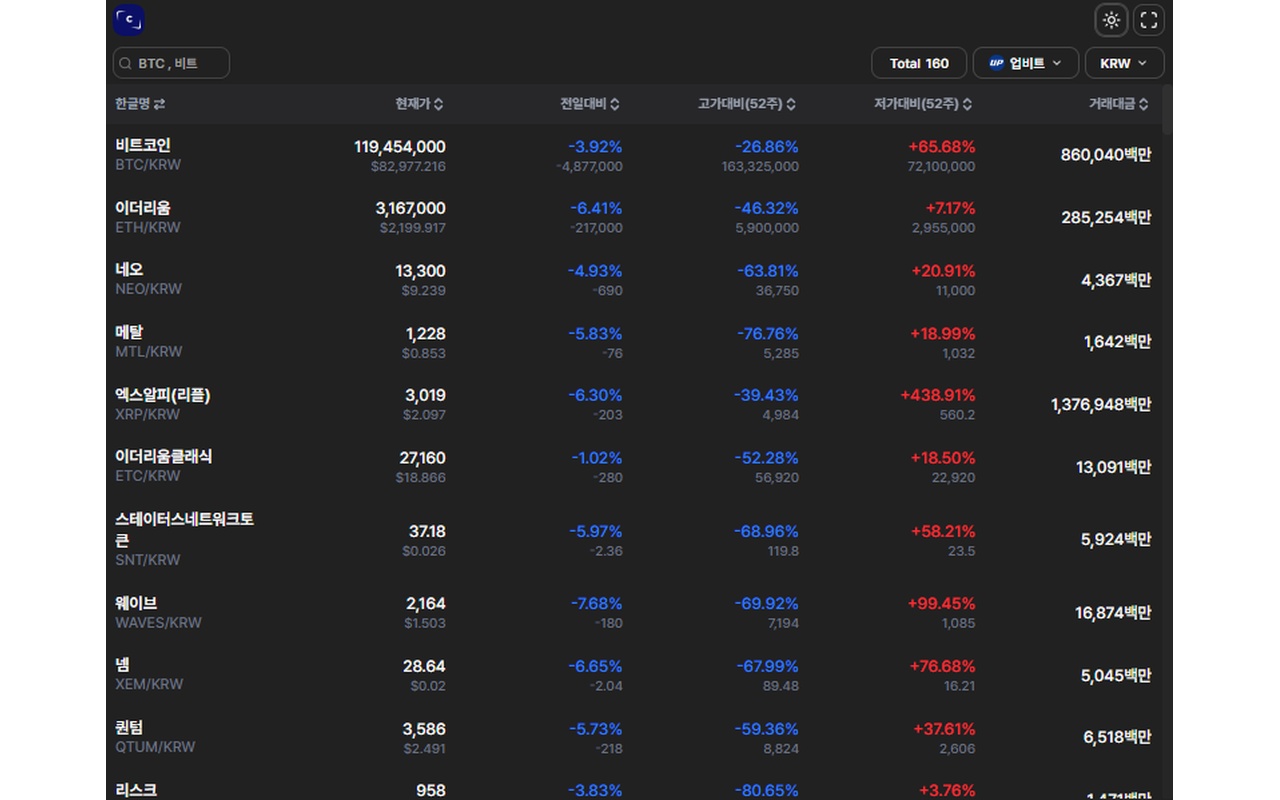 C
BTC , 비트 Total 160 UP 업비트 KRW
한글명 현재가 전일대비 고가대비(52주) 저가대비(52주) 거래대금
비트코인 119,454,000 -3.92% -26.86% +65.68% 860,040백만
BTC/KRW $82,977.216 -4,877,000 163,325,000 72,100,000
이더리움 3,167,000 -6.41% -46.32% +7.17% 285,254백만
ETH/KRW $2,199.917 -217,000 5,900,000 2,955,000
네오 13,300 -4.93% -63.81% +20.91% 4,367백만
NEO/KRW $9.239 -690 36,750 11,000
메탈 1,228 -5.83% -76.76% +18.99% 1,642백만
MTL/KRW $0.853 -76 5,285 1,032
엑스알피(리플) 3,019 -6.30% -39.43% +438.91% 1,376,948백만
XRP/KRW $2.097 -203 4,984 560.2
이더리움클래식 27,160 -1.02% -52.28% +18.50% 13,091백만
ETC/KRW $18.866 -280 56,920 22,920
스테이터스네트워크토
큰 37.18 -5.97% -68.96% +58.21% 5,924백만
SNT/KRW $0.026 -2.36 119.8 23.5
웨이브 2,164 -7.68% -69.92% +99.45% 16,874백만
WAVES/KRW $1.503 -180 7,194 1,085
넴 28.64 -6.65% -67.99% +76.68% 5,045백만
XEM/KRW $0.02 -2.04 89.48 16.21
퀀텀 3,586 -5.73% -59.36% +37.61% 6,518백만
QTUM/KRW $2.491 -218 8,824 2,606
리스크 958 -3.83% -80.65% +3.76%